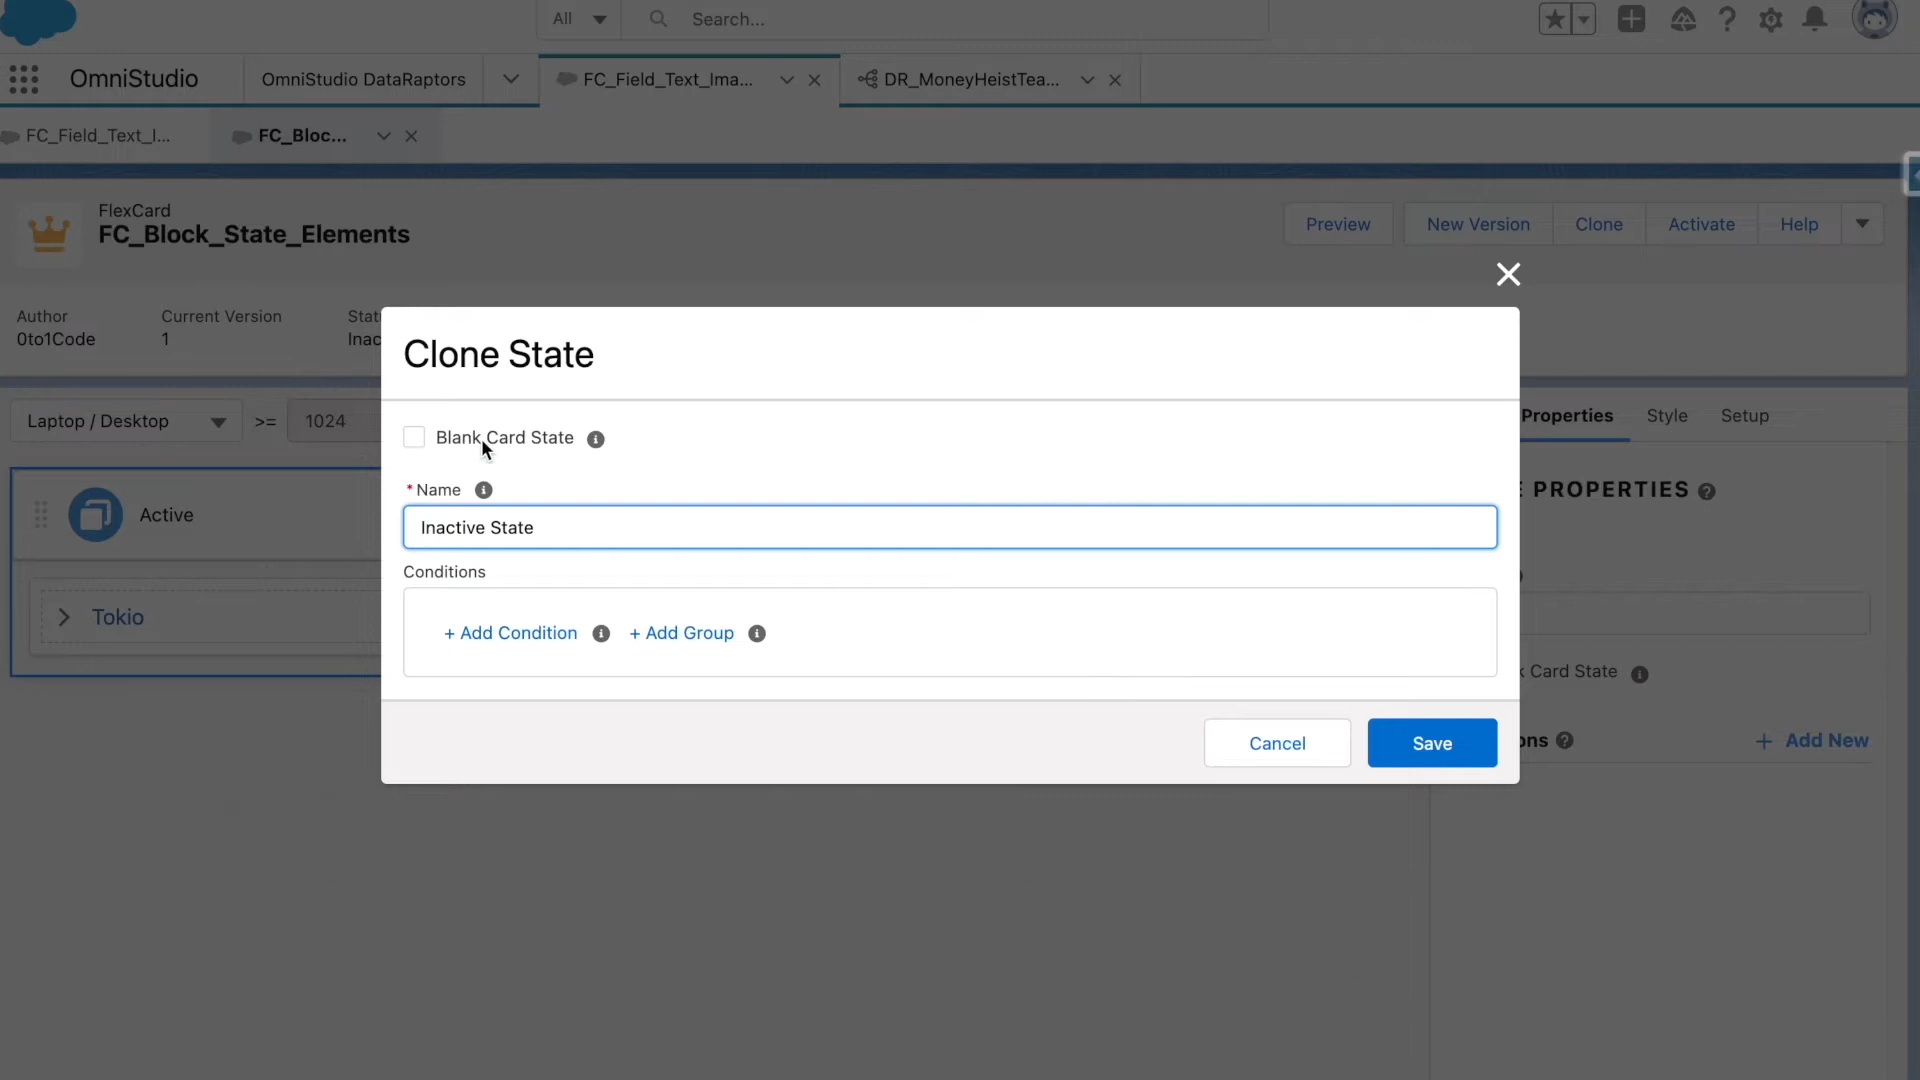 All
Search...
OmniStudio
OmniStudio DataRaptors
FC_Field_Text_Ima...
DR_MoneyHeistTea...
FC_Field_Text_I...
FC_Bloc...
FlexCard
FC_Block_State_Elements
Preview
New Version
Clone
Activate
Help
Author
Current Version
Stat
0to1Code
1
Inac
Clone State
Laptop / Desktop
>=
1024
Properties
Style
Setup
Blank Card State
* Name
PROPERTIES
Active
Inactive State
Conditions
Tokio
+ Add Condition
+ Add Group
k Card State
Cancel
Save
ons
+ Add New